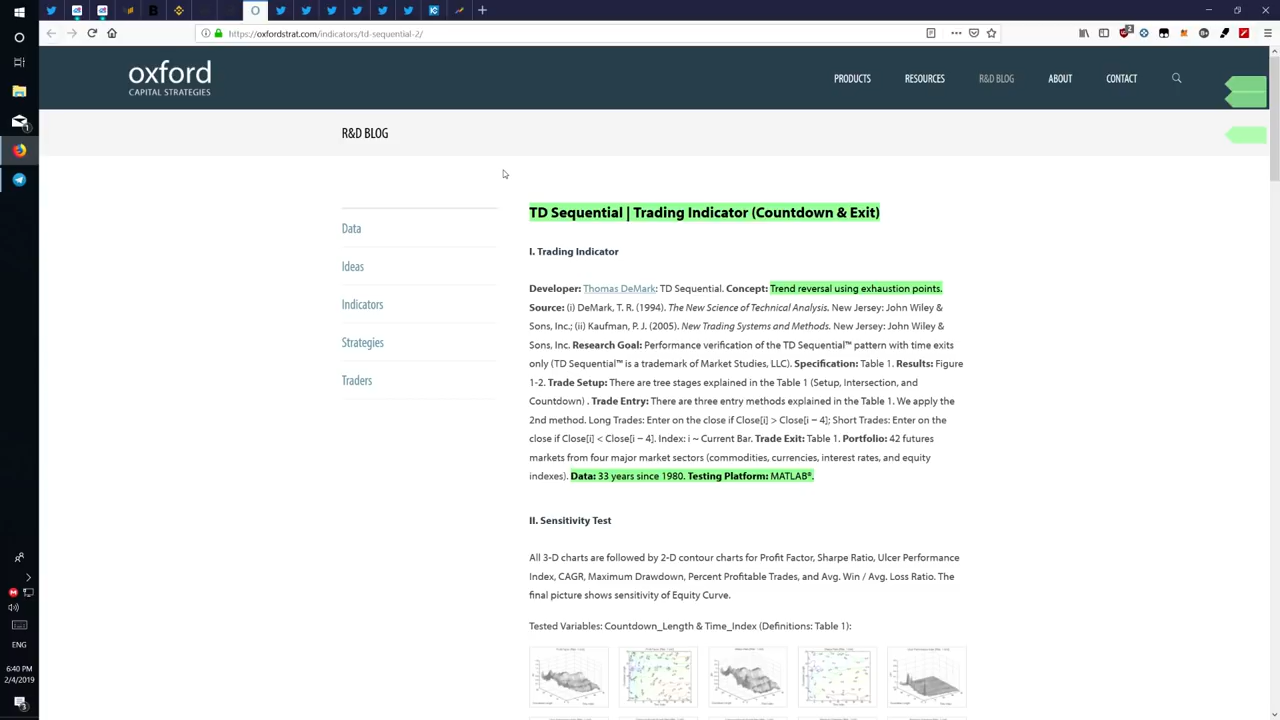 https://oxfordstrat.com/indicators/td-sequential-2/
2
oxford
CAPITAL STRATEGIES
PRODUCTS
RESOURCES
R&D BLOG
ABOUT
CONTACT
R&D BLOG
Data
Ideas
Indicators
Strategies
Traders
TD Sequential | Trading Indicator (Countdown & Exit)
I. Trading Indicator
Developer: Thomas DeMark: TD Sequential. Concept: Trend reversal using exhaustion points.
Source: (i) DeMark, T. R. (1994). The New Science of Technical Analysis. New Jersey: John Wiley &
Sons, Inc.; (ii) Kaufman, P. J. (2005). New Trading Systems and Methods. New Jersey: John Wiley &
Sons, Inc. Research Goal: Performance verification of the TD Sequential™ pattern with time exits
only (TD Sequential™ is a trademark of Market Studies, LLC). Specification: Table 1. Results: Figure
1-2. Trade Setup: There are tree stages explained in the Table 1 (Setup, Intersection, and
Countdown) . Trade Entry: There are three entry methods explained in the Table 1. We apply the
2nd method. Long Trades: Enter on the close if Close[i] > Close[i − 4]; Short Trades: Enter on the
close if Close[i] < Close[i − 4]. Index: i ~ Current Bar. Trade Exit: Table 1. Portfolio: 42 futures
markets from four major market sectors (commodities, currencies, interest rates, and equity
indexes). Data: 33 years since 1980. Testing Platform: MATLAB®.
II. Sensitivity Test
All 3-D charts are followed by 2-D contour charts for Profit Factor, Sharpe Ratio, Ulcer Performance
Index, CAGR, Maximum Drawdown, Percent Profitable Trades, and Avg. Win / Avg. Loss Ratio. The
final picture shows sensitivity of Equity Curve.
Tested Variables: Countdown_Length & Time_Index (Definitions: Table 1):
ENG
6:40 PM
2/4/2019